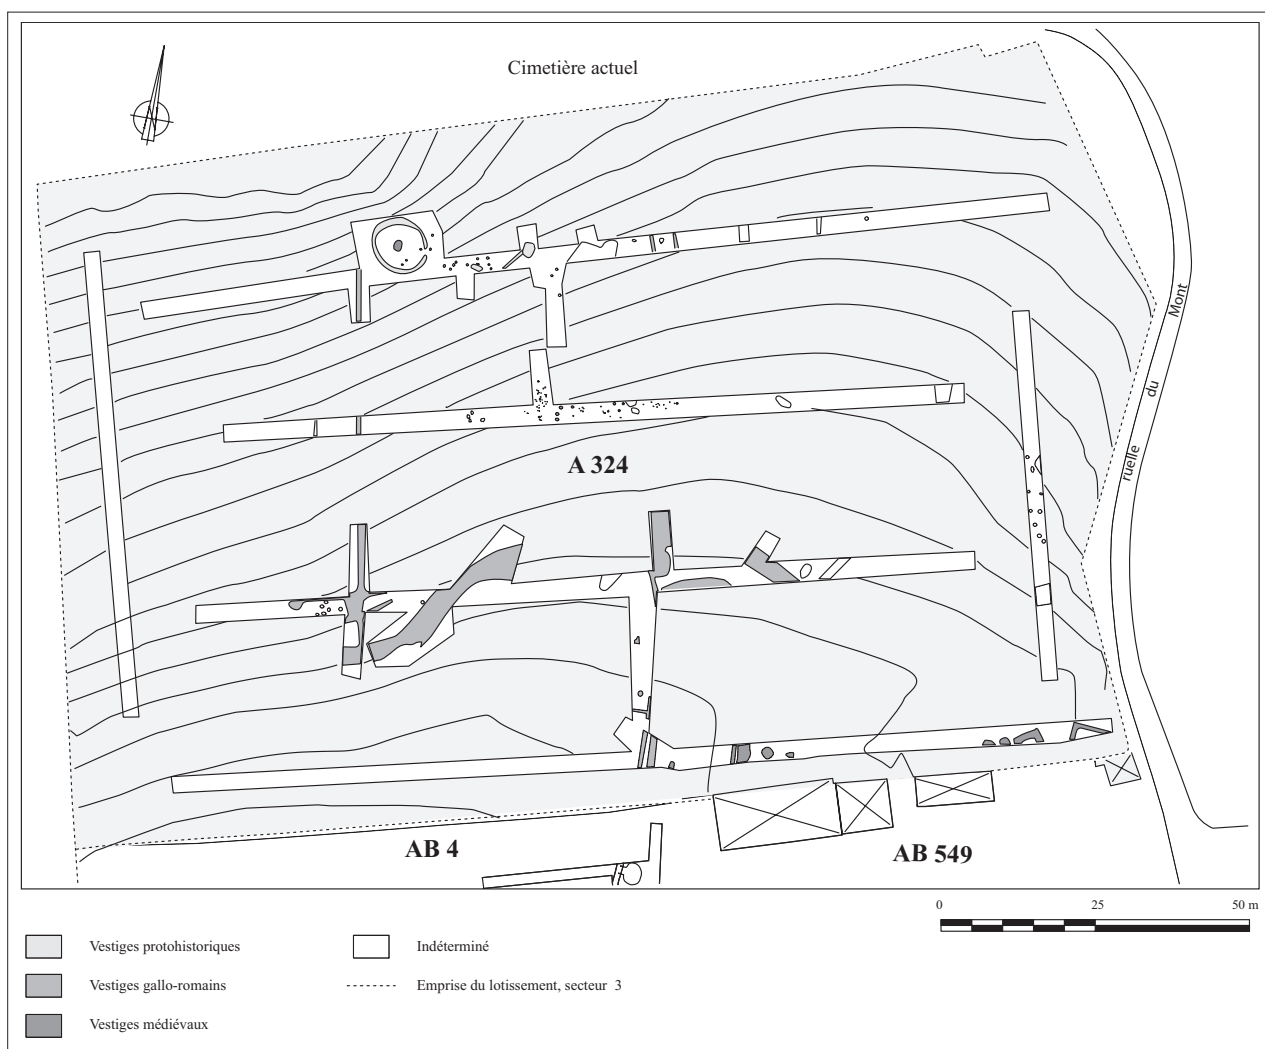 Cimetière actuel
ruelle du Mont
A 324
AB 4
AB 549
0 25 50 m
Vestiges protohistoriques
Indéterminé
Vestiges gallo-romains
Emprise du lotissement, secteur 3
Vestiges médiévaux